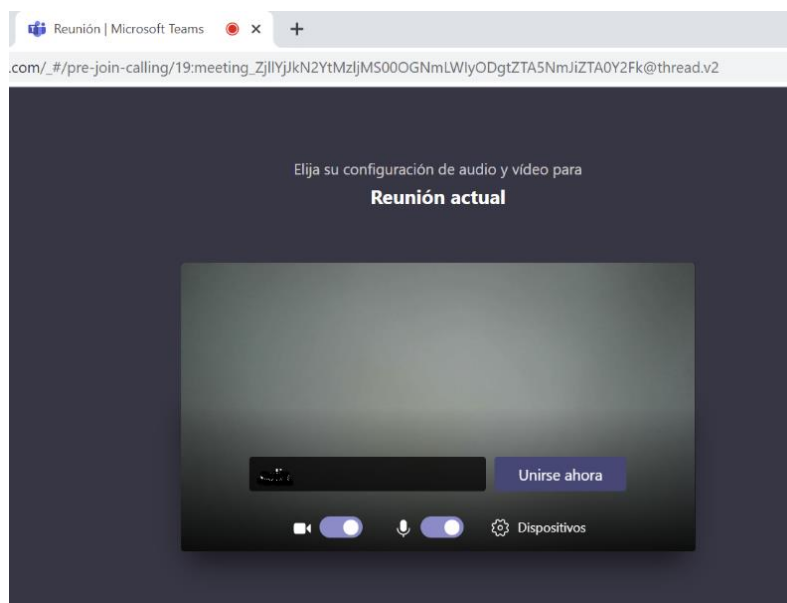 Reunión | Microsoft Teams
.com/_#/pre-join-calling/19:meeting_ZjllYjJkN2YtMzljMS00OGNmLWIyODgtZTA5NmJiZTA0Y2Fk@thread.v2
Elija su configuración de audio y vídeo para
Reunión actual
Unirse ahora
Dispositivos